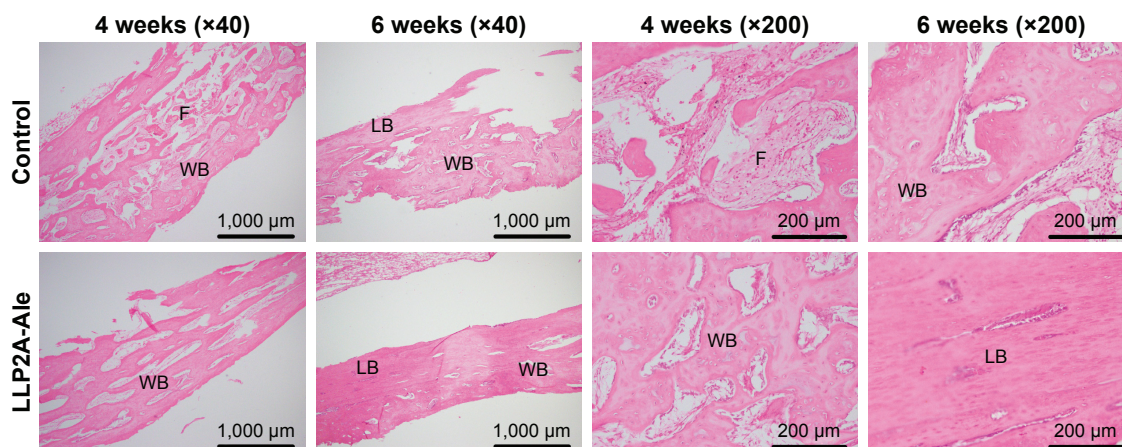 4 weeks (×40) 6 weeks (×40) 4 weeks (×200) 6 weeks (×200)
Control
F
WB
1,000 µm
LB
WB
1,000 µm
F
200 µm
WB
200 µm
LLP2A-Ale
WB
1,000 µm
LB WB
1,000 µm
WB
200 µm
LB
200 µm